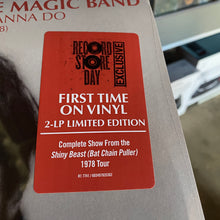 E MAGIC BAND
ANNA DO
8)
RECORD
STORE
DAY
EXCLUSIVE
FIRST TIME
ON VINYL
2-LP LIMITED EDITION
Complete Show From the
Shiny Beast (Bat Chain Puller)
1978 Tour